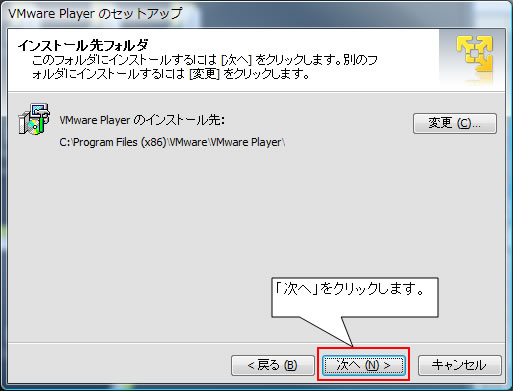 VMware Player のセットアップ
インストール先フォルダ
このフォルダにインストールするには [次へ] をクリックします。別のフ
ォルダにインストールするには [変更] をクリックします。
VMware Player のインストール先:
変更 (C)...
C:\Program Files (x86)\VMware\VMware Player\
「次へ」をクリックします。
< 戻る (B)
次へ (N) >
キャンセル